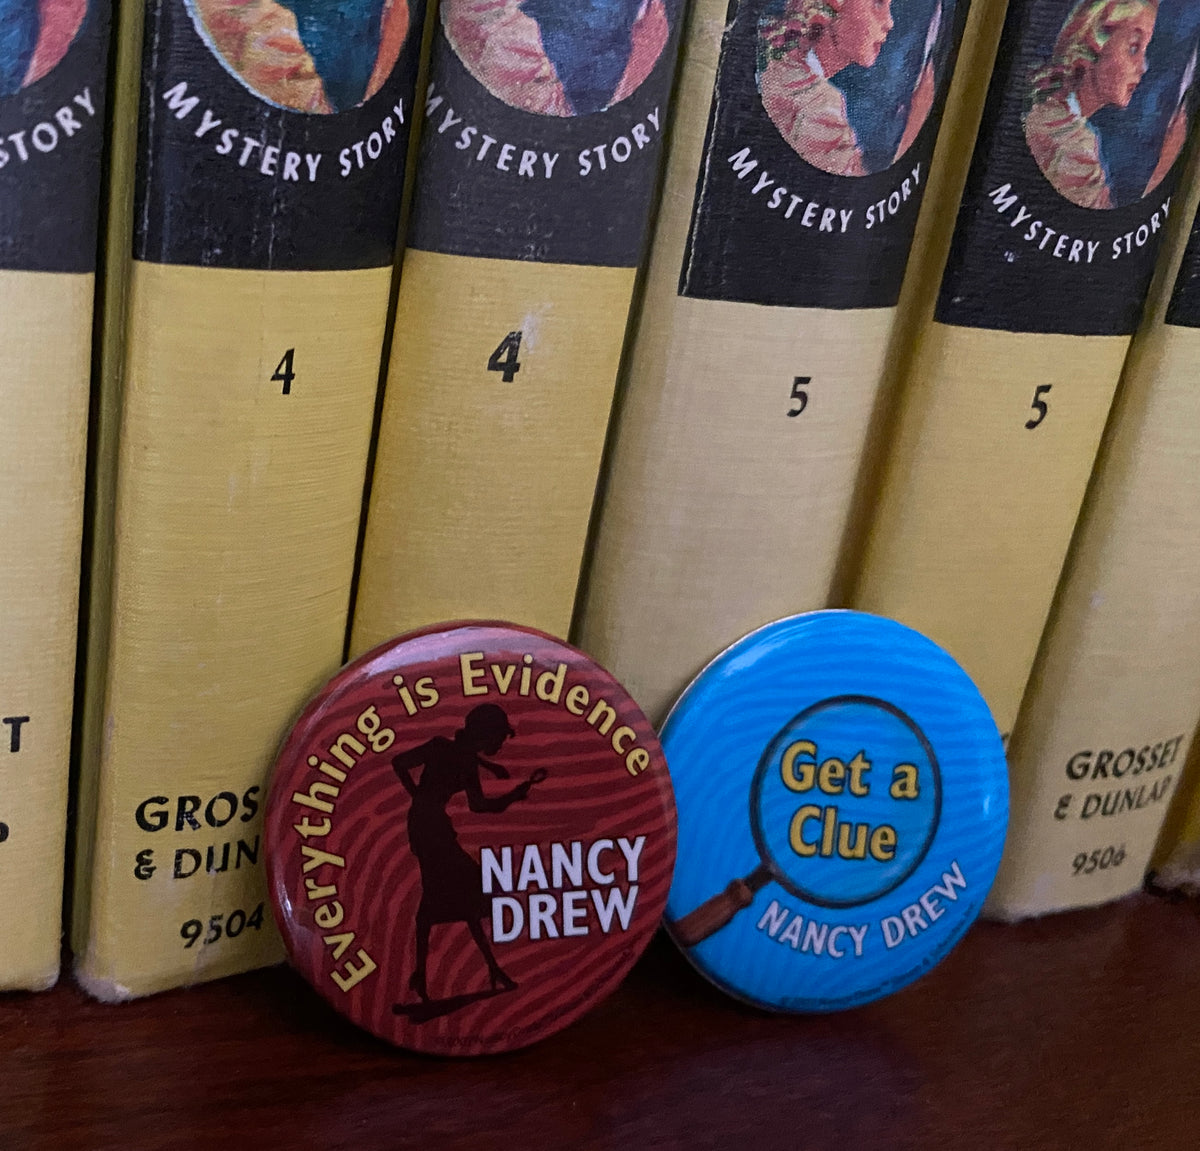 STORY
MYSTERY STORY
MYSTERY STORY
MYSTERY STORY
MYSTERY STORY
4
4
5
5
T
GROS
& DUN
9504
GROSSET
& DUNLAP
9506
Everything is Evidence
NANCY
DREW
Get a
Clue
NANCY DREW